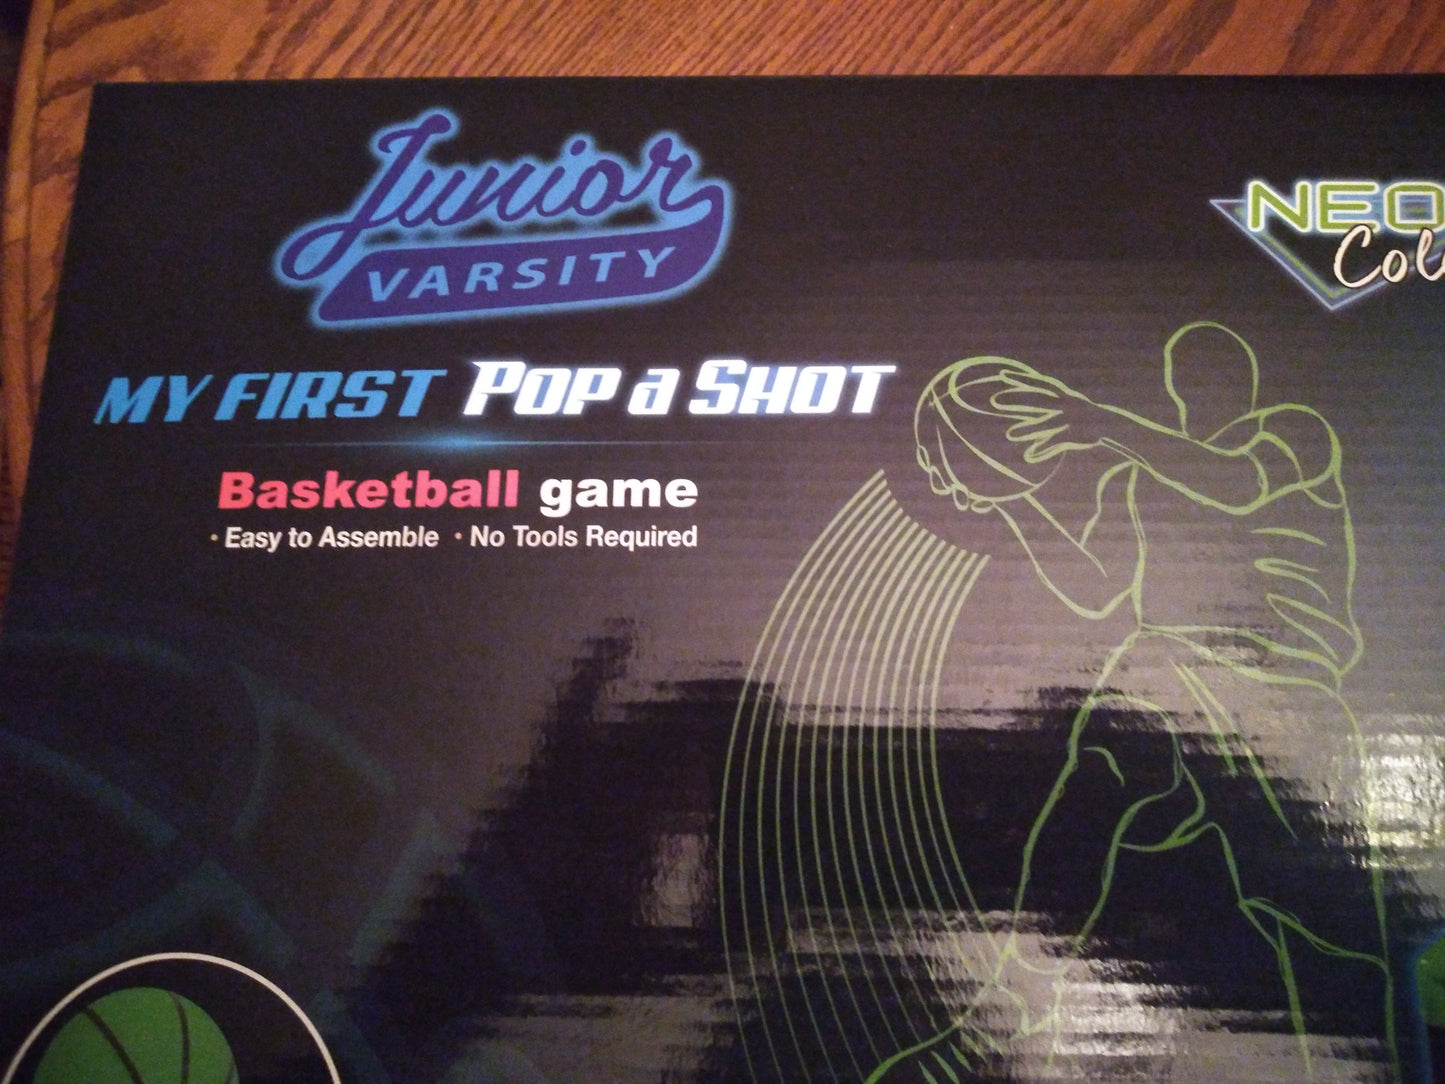 Junior
VARSITY
MY FIRST POP A SHOT
Basketball game
· Easy to Assemble · No Tools Required